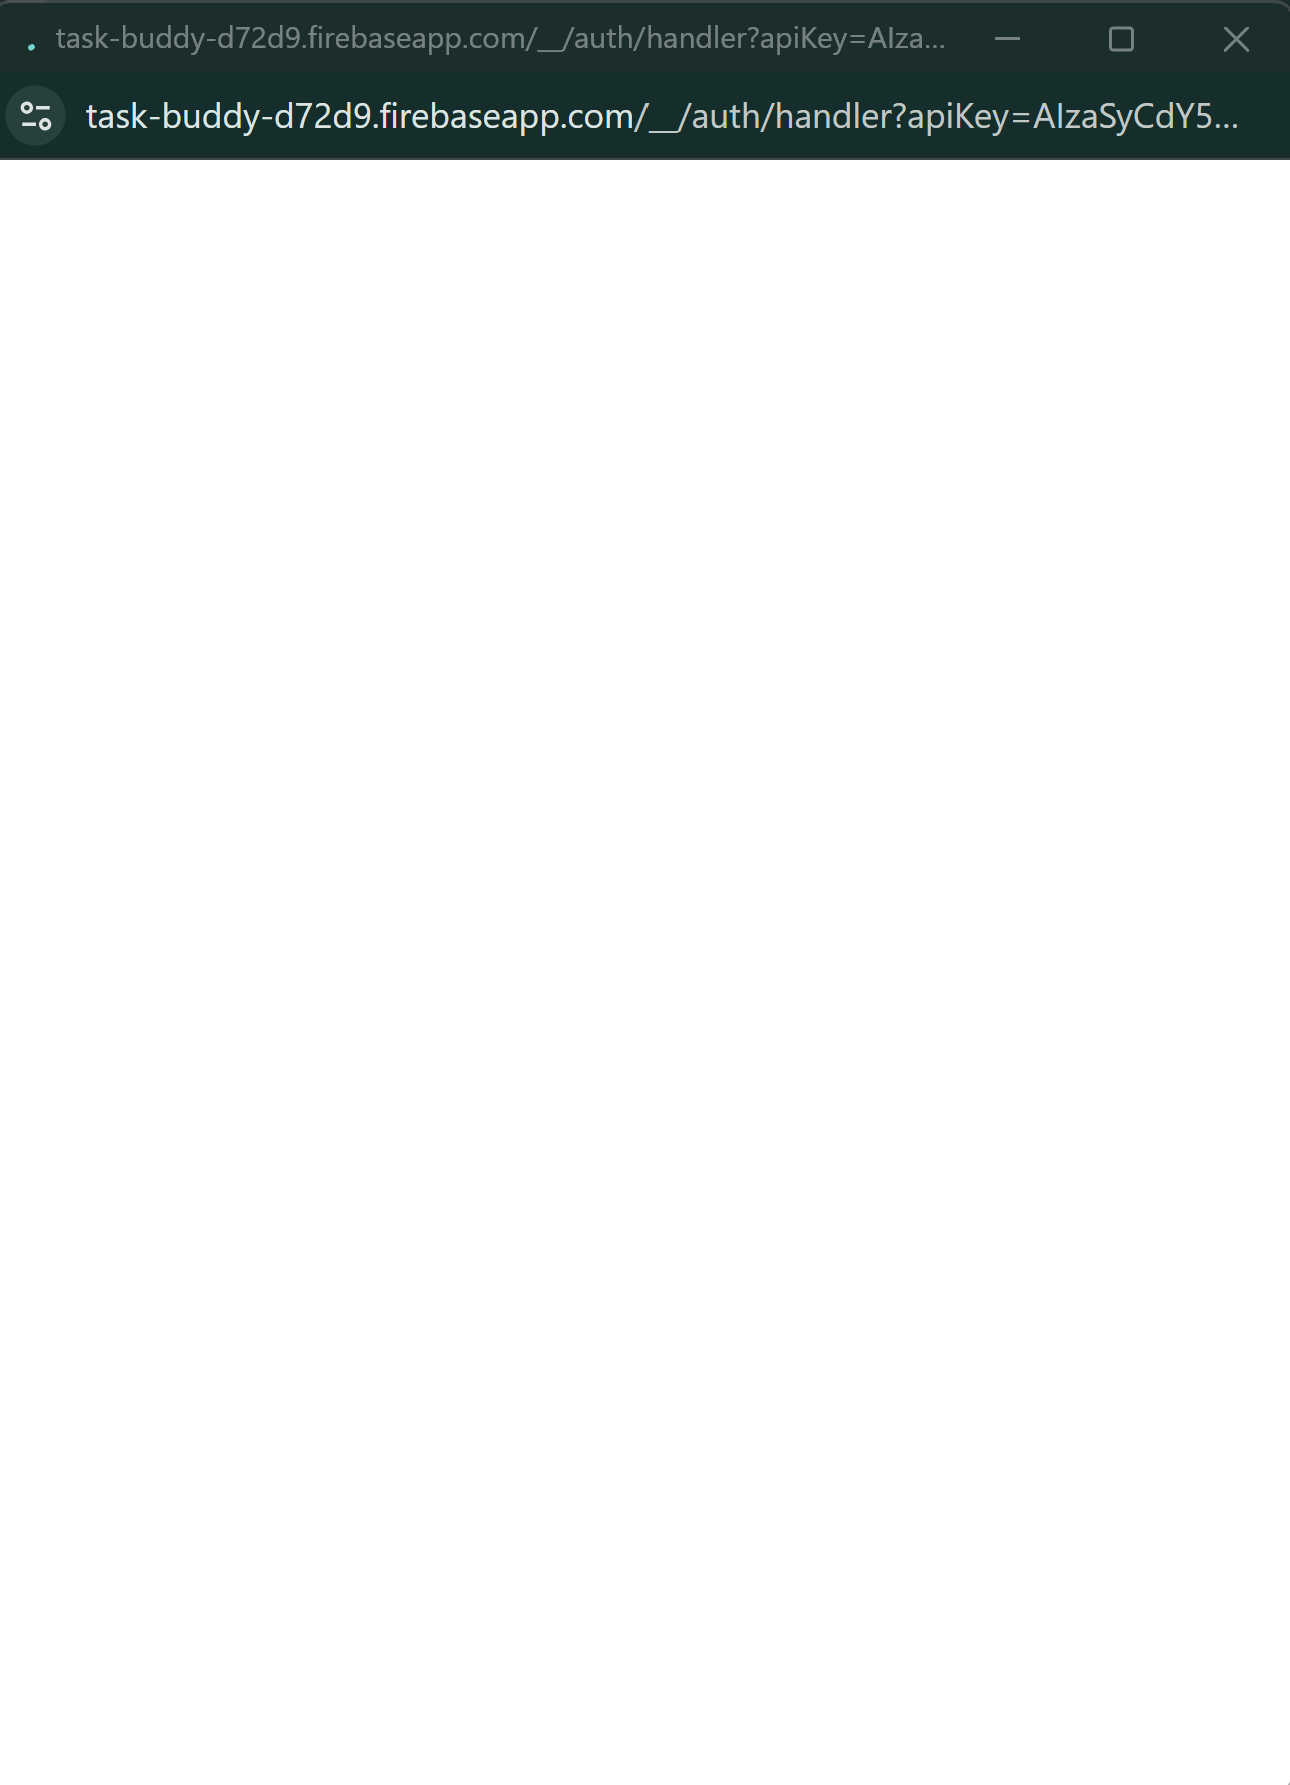 task-buddy-d72d9.firebaseapp.com/__/auth/handler?apiKey=AIza...
task-buddy-d72d9.firebaseapp.com/__/auth/handler?apiKey=AIzaSyCdY5...